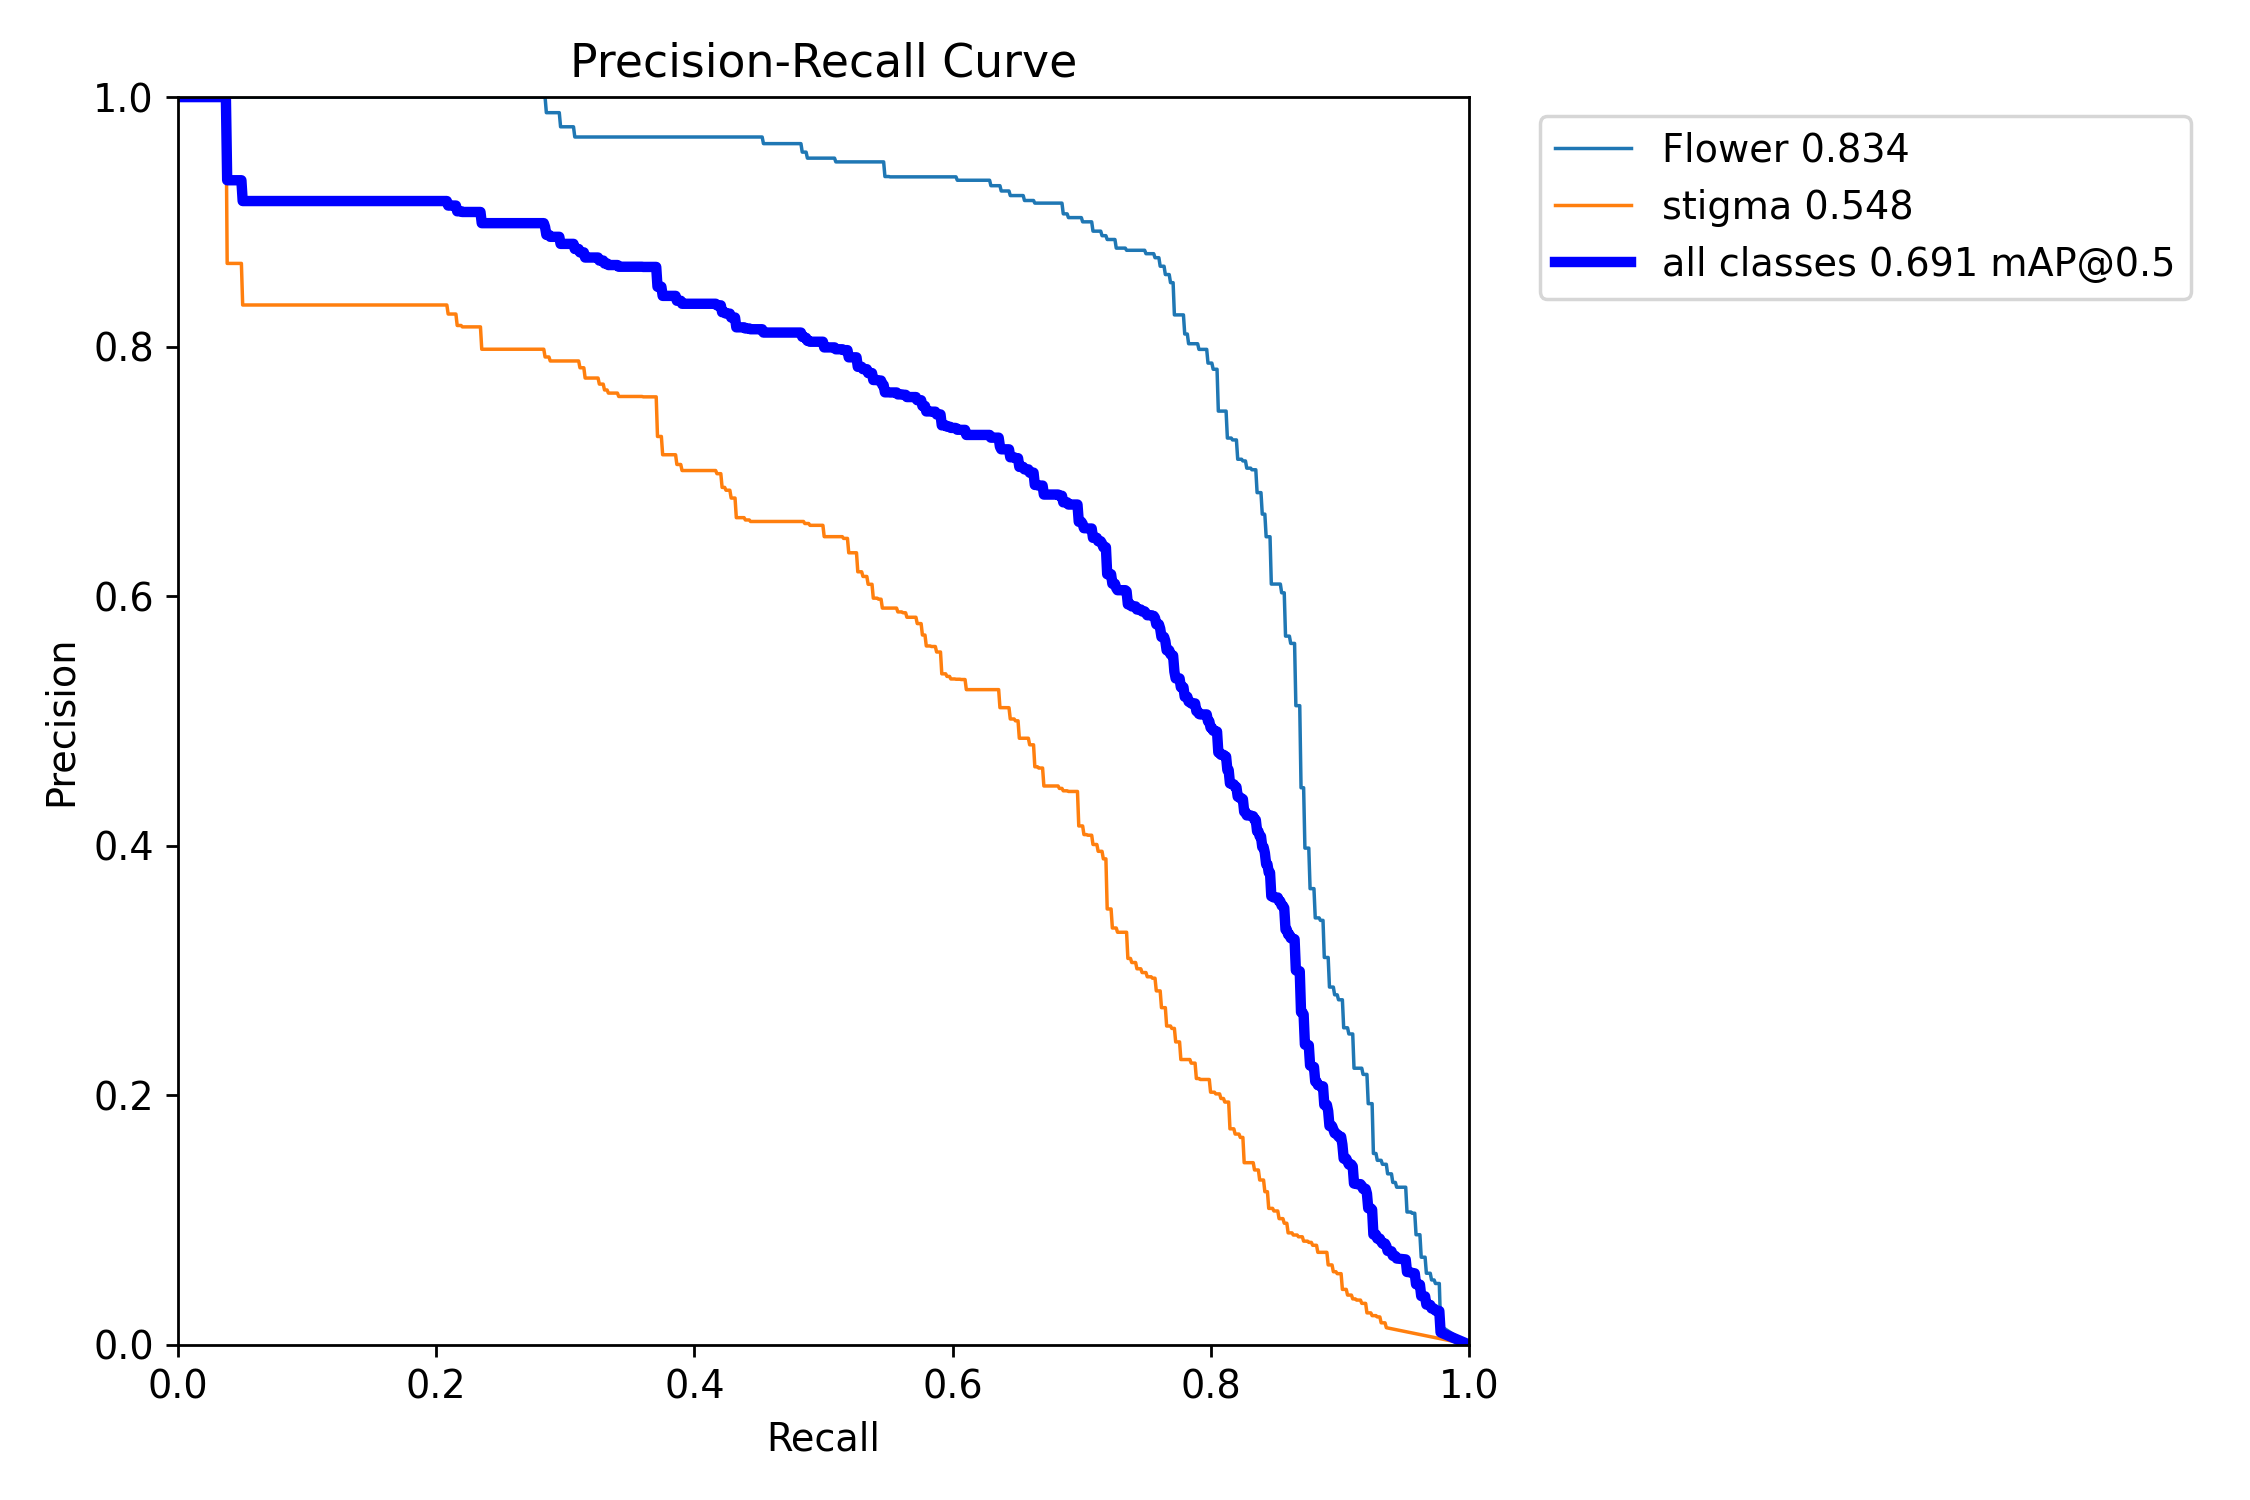 Precision-Recall Curve
1.0
0.8
0.6
0.4
0.2
0.0
Precision
0.0 0.2 0.4 0.6 0.8 1.0
Recall
Flower 0.834
stigma 0.548
all classes 0.691 mAP@0.5